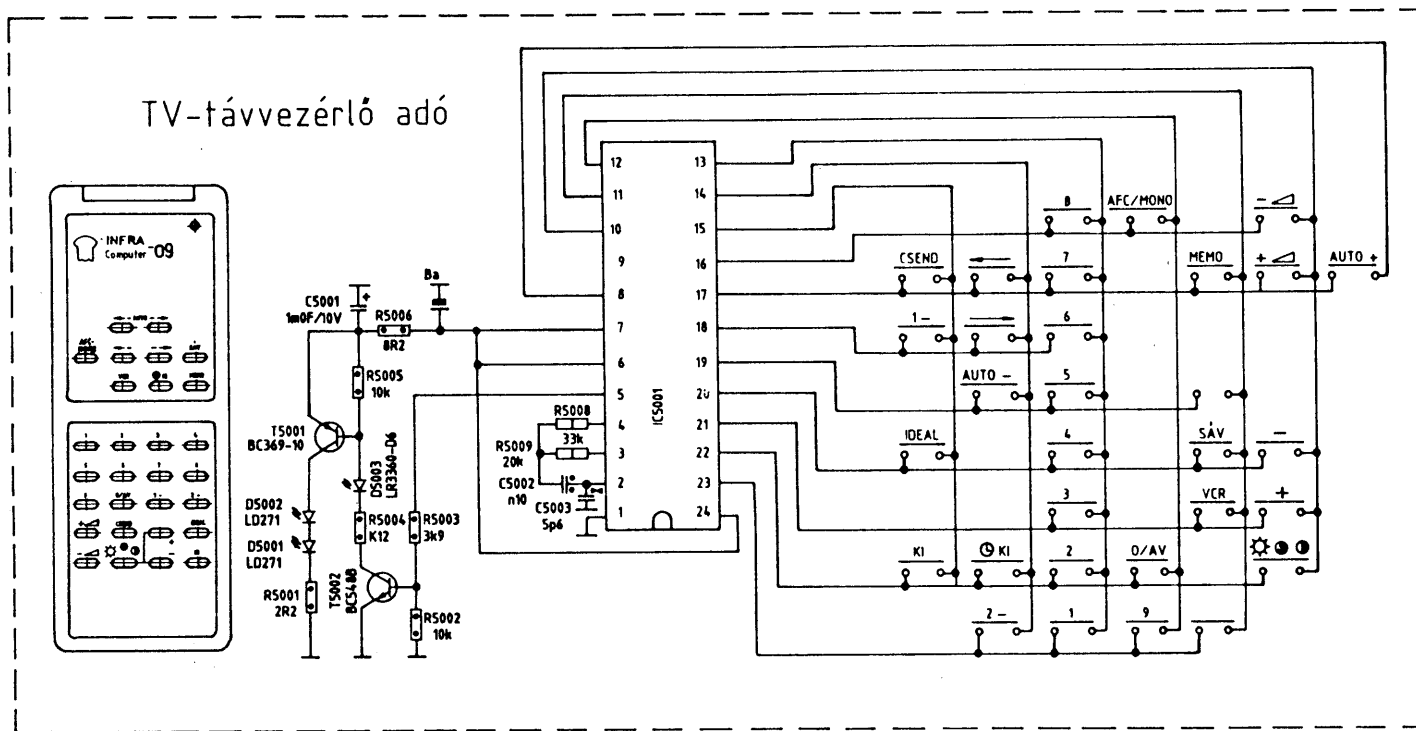 TV-távvezérlő adó
INFRA
Computer -09
C5001
1m0F/10V
+
R5006
8R2
Ba
R5005
10k
T5001
BC369-10
D5003
LR3360-D6
D5002
LD271
D5001
LD271
R5004
K12
R5003
3k9
R5001
2R2
T5002
BC548B
R5002
10k
R5008
33k
R5009
20k
C5002
n10
C5003
5p6
IC5001
12
11
10
9
8
7
6
5
4
3
2
1
13
14
15
16
17
18
19
20
21
22
23
24
8 AFC/MONO -
CSEND 7 MEMO + AUTO +
1- 6
AUTO - 5
IDEAL 4 SÁV -
3 VCR +
KI KI 2 0/AV
2- 1 9